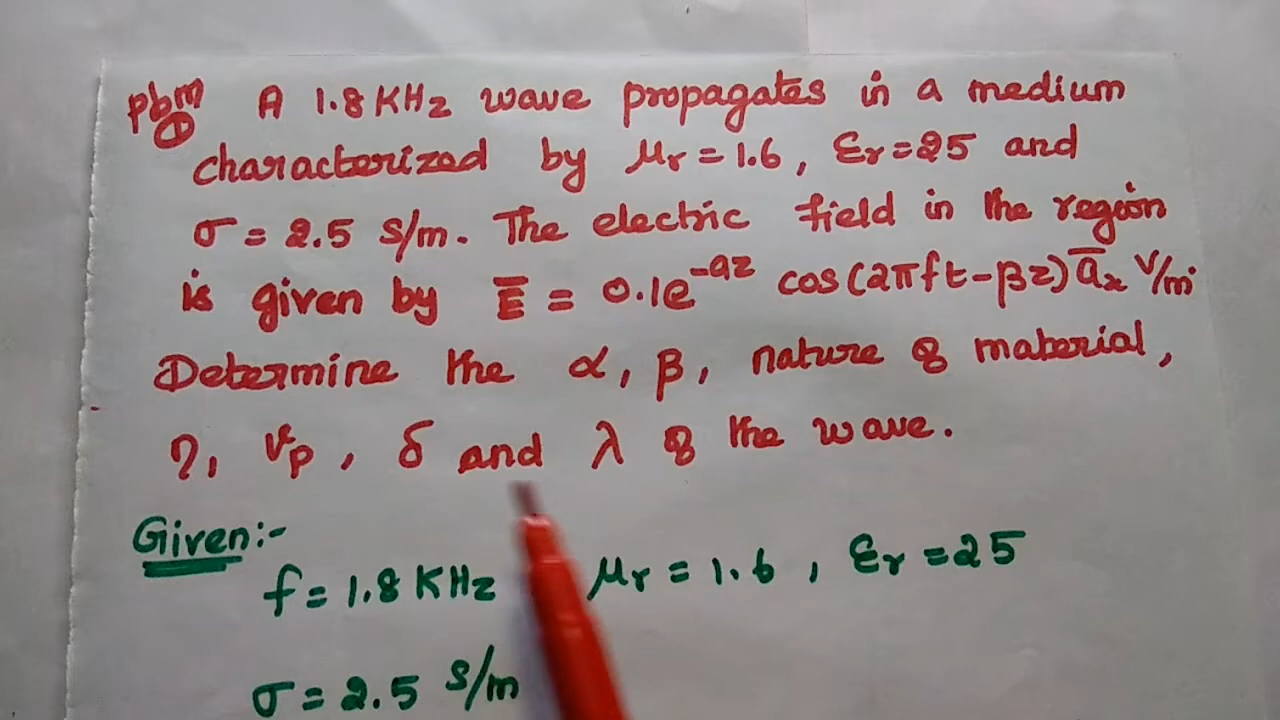 Pbm ① A 1.8 KHz wave propagates in a medium
characterized by μr = 1.6, εr = 25 and
σ = 2.5 S/m. The electric field in the region
is given by E̅ = 0.1e^-αz cos(2πft-βz) a̅x V/m.
Determine the α, β, nature of material,
η, vp, δ and λ of the wave.
Given:-
f = 1.8 KHz μr = 1.6, εr = 25
σ = 2.5 S/m